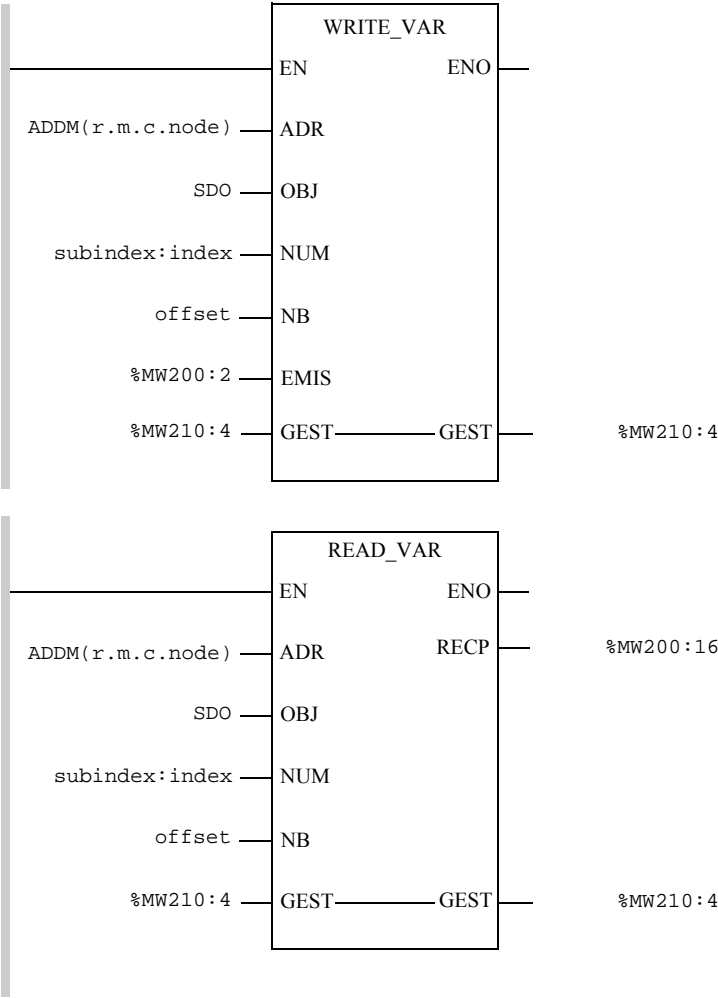 WRITE_VAR
EN ENO
ADDM(r.m.c.node) ADR
SDO OBJ
subindex:index NUM
offset NB
%MW200:2 EMIS
%MW210:4 GEST GEST %MW210:4
READ_VAR
EN ENO
ADDM(r.m.c.node) ADR RECP %MW200:16
SDO OBJ
subindex:index NUM
offset NB
%MW210:4 GEST GEST %MW210:4